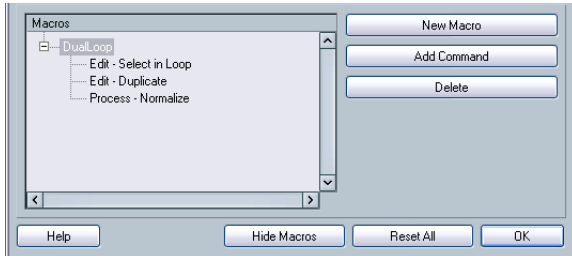 Macros
DualLoop
Edit - Select in Loop
Edit - Duplicate
Process - Normalize
New Macro
Add Command
Delete
Help
Hide Macros
Reset All
OK